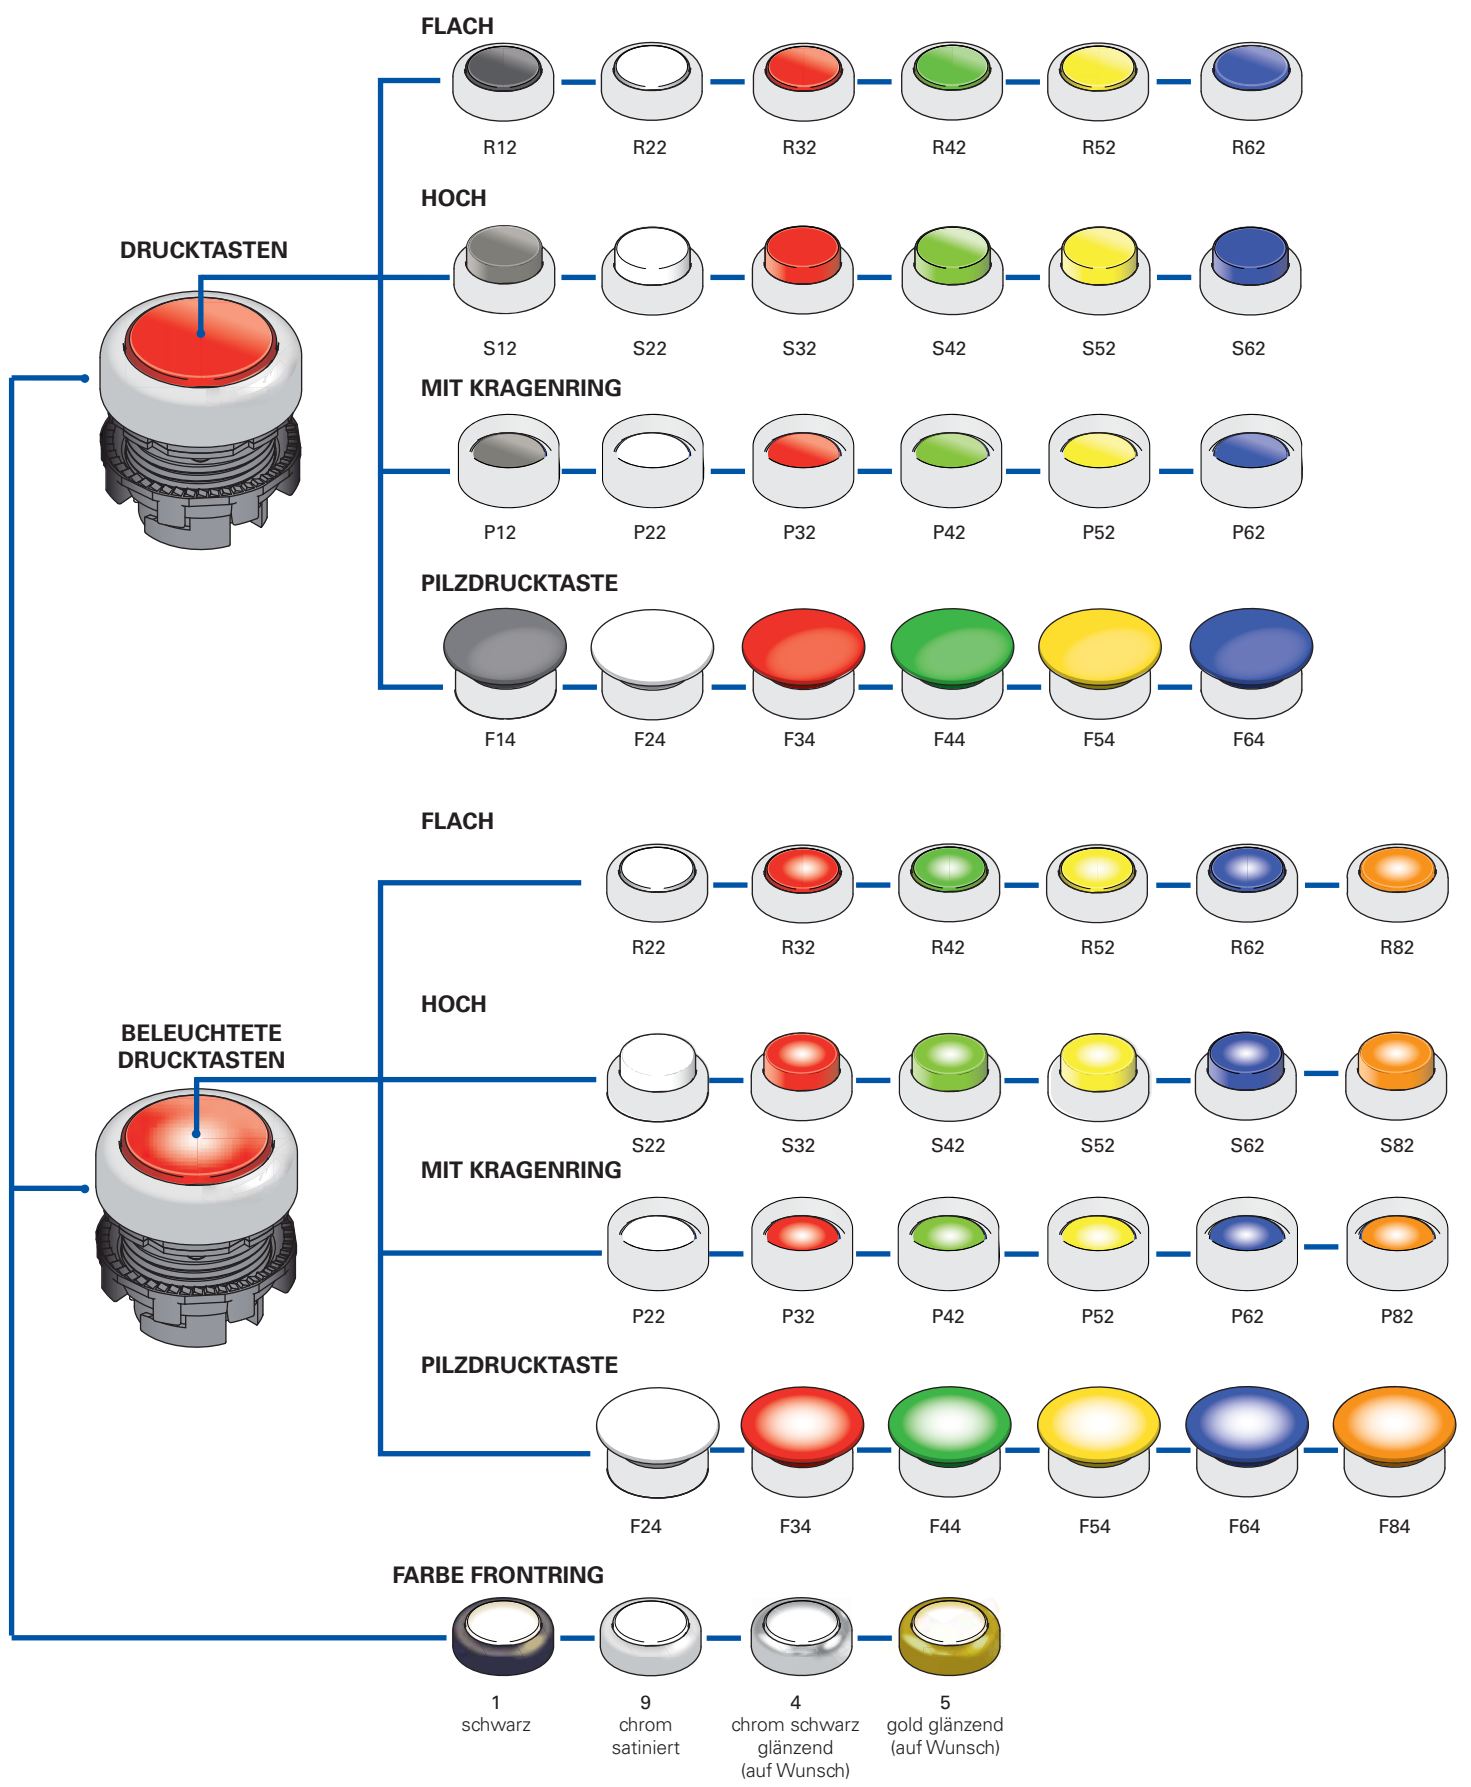 FLACH
R12 R22 R32 R42 R52 R62
HOCH
DRUCKTASTEN
S12 S22 S32 S42 S52 S62
MIT KRAGENRING
P12 P22 P32 P42 P52 P62
PILZDRUCKTASTE
F14 F24 F34 F44 F54 F64
FLACH
R22 R32 R42 R52 R62 R82
HOCH
BELEUCHTETE
DRUCKTASTEN
S22 S32 S42 S52 S62 S82
MIT KRAGENRING
P22 P32 P42 P52 P62 P82
PILZDRUCKTASTE
F24 F34 F44 F54 F64 F84
FARBE FRONTRING
1
schwarz
9
chrom
satiniert
4
chrom schwarz
glänzend
(auf Wunsch)
5
gold glänzend
(auf Wunsch)